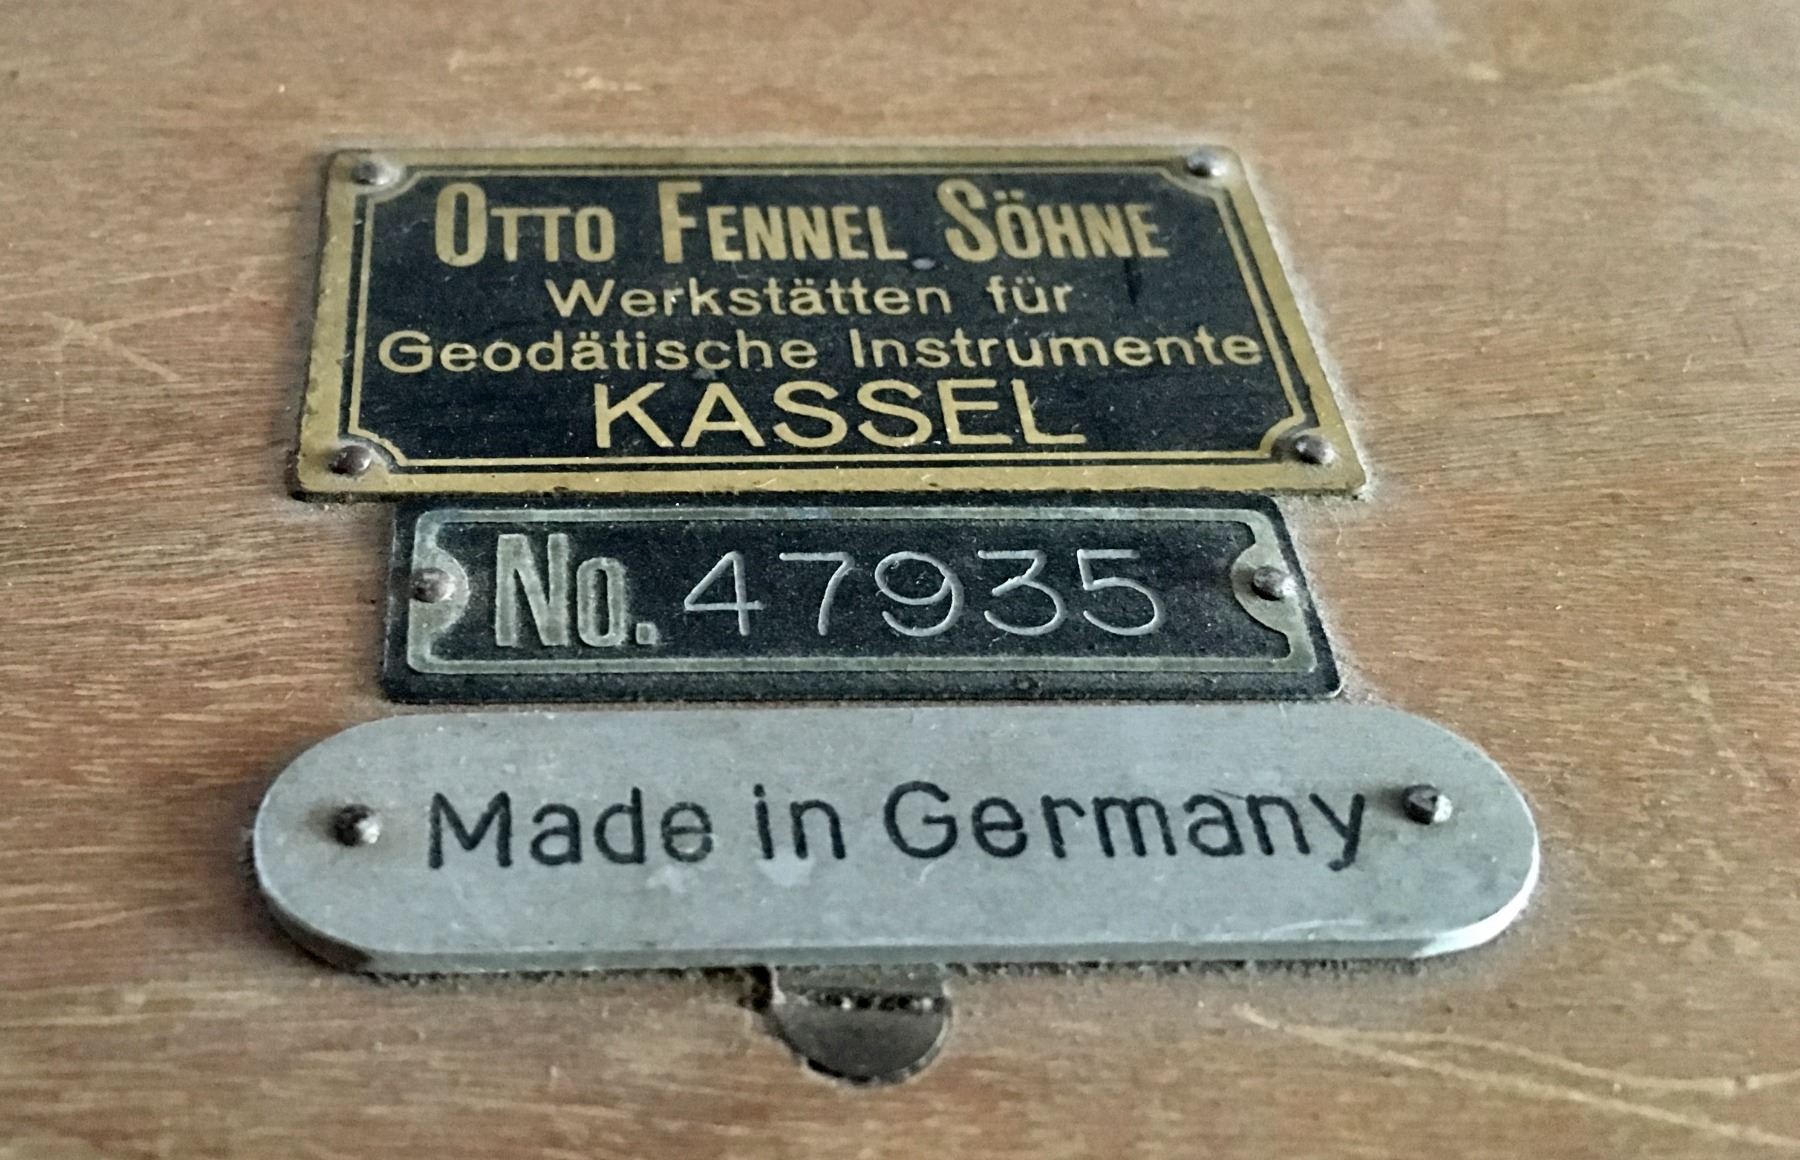 OTTO FENNEL SÖHNE
Werkstätten für
Geodätische Instrumente
KASSEL
No. 47935
Made in Germany